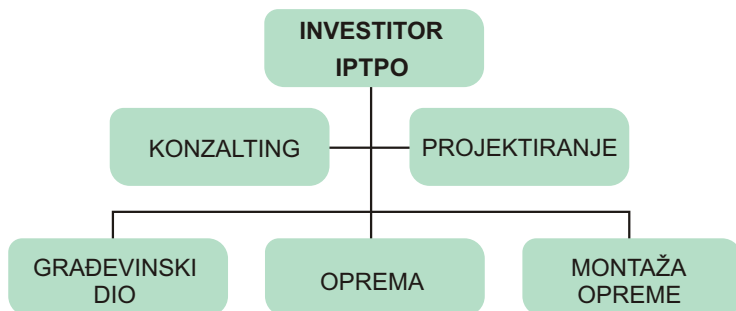 INVESTITOR
IPTPO
KONZALTING
PROJEKTIRANJE
GRAĐEVINSKI
DIO
OPREMA
MONTAŽA
OPREME